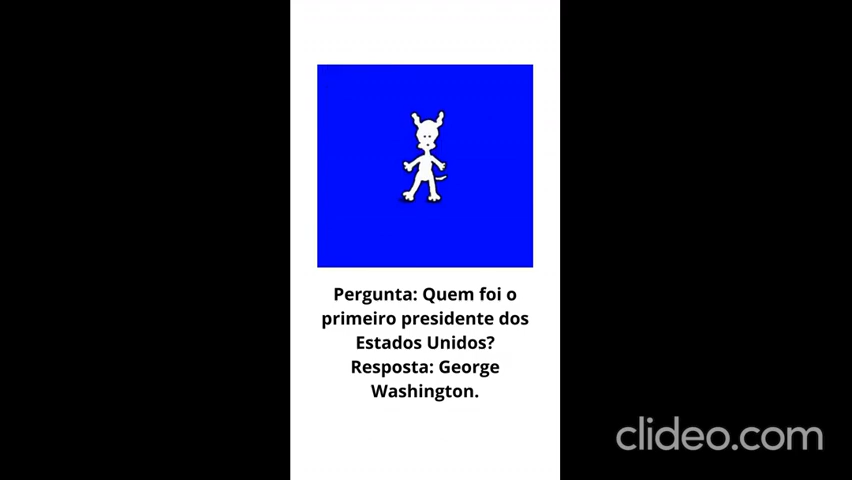 Pergunta: Quem foi o
primeiro presidente dos
Estados Unidos?
Resposta: George
Washington.
clideo.com